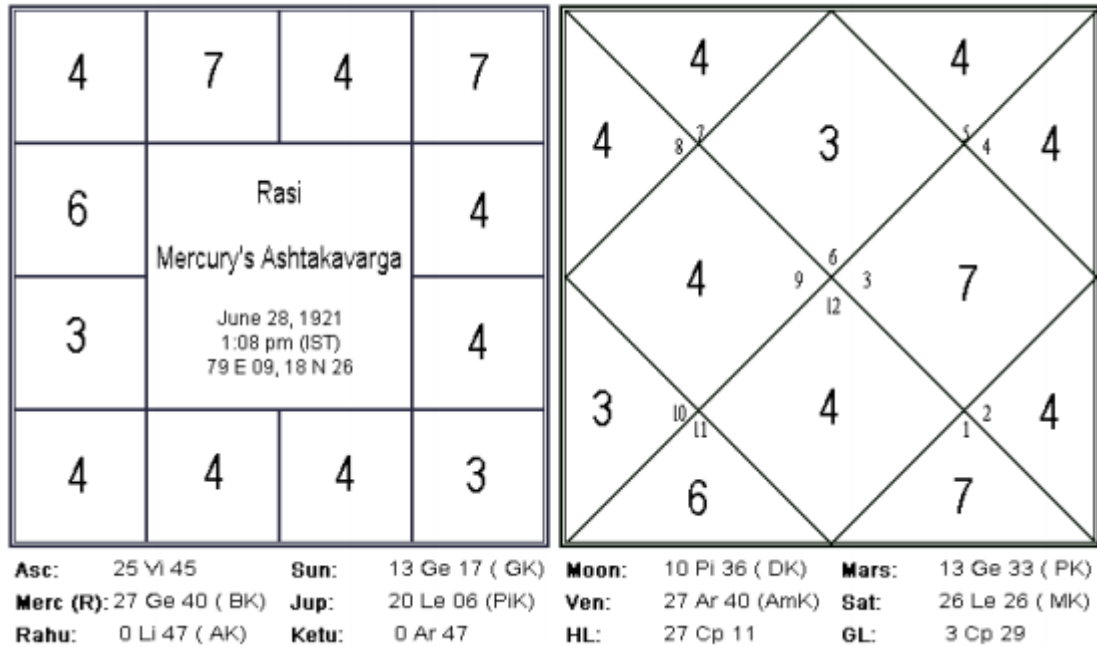 4 7 4 7
6 4
3 4
4 4 4 3
Rasi
Mercury's Ashtakavarga
June 28, 1921
1:08 pm (IST)
79 E 09, 18 N 26
4 4
4 8 7 3 5 4 4
6
4 9 3 7
12
3 10 11 4 2 4
1
6 7
Asc: 25 Vi 45 Sun: 13 Ge 17 ( GK) Moon: 10 Pi 36 ( DK) Mars: 13 Ge 33 ( PK)
Merc (R): 27 Ge 40 ( BK) Jup: 20 Le 06 (PiK) Ven: 27 Ar 40 (AmK) Sat: 26 Le 26 ( MK)
Rahu: 0 Li 47 ( AK) Ketu: 0 Ar 47 HL: 27 Cp 11 GL: 3 Cp 29